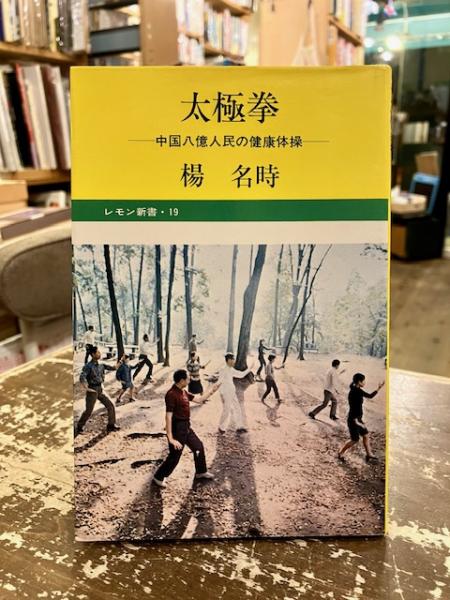 太極拳
―中国八億人民の健康体操―
楊 名時
レモン新書・19